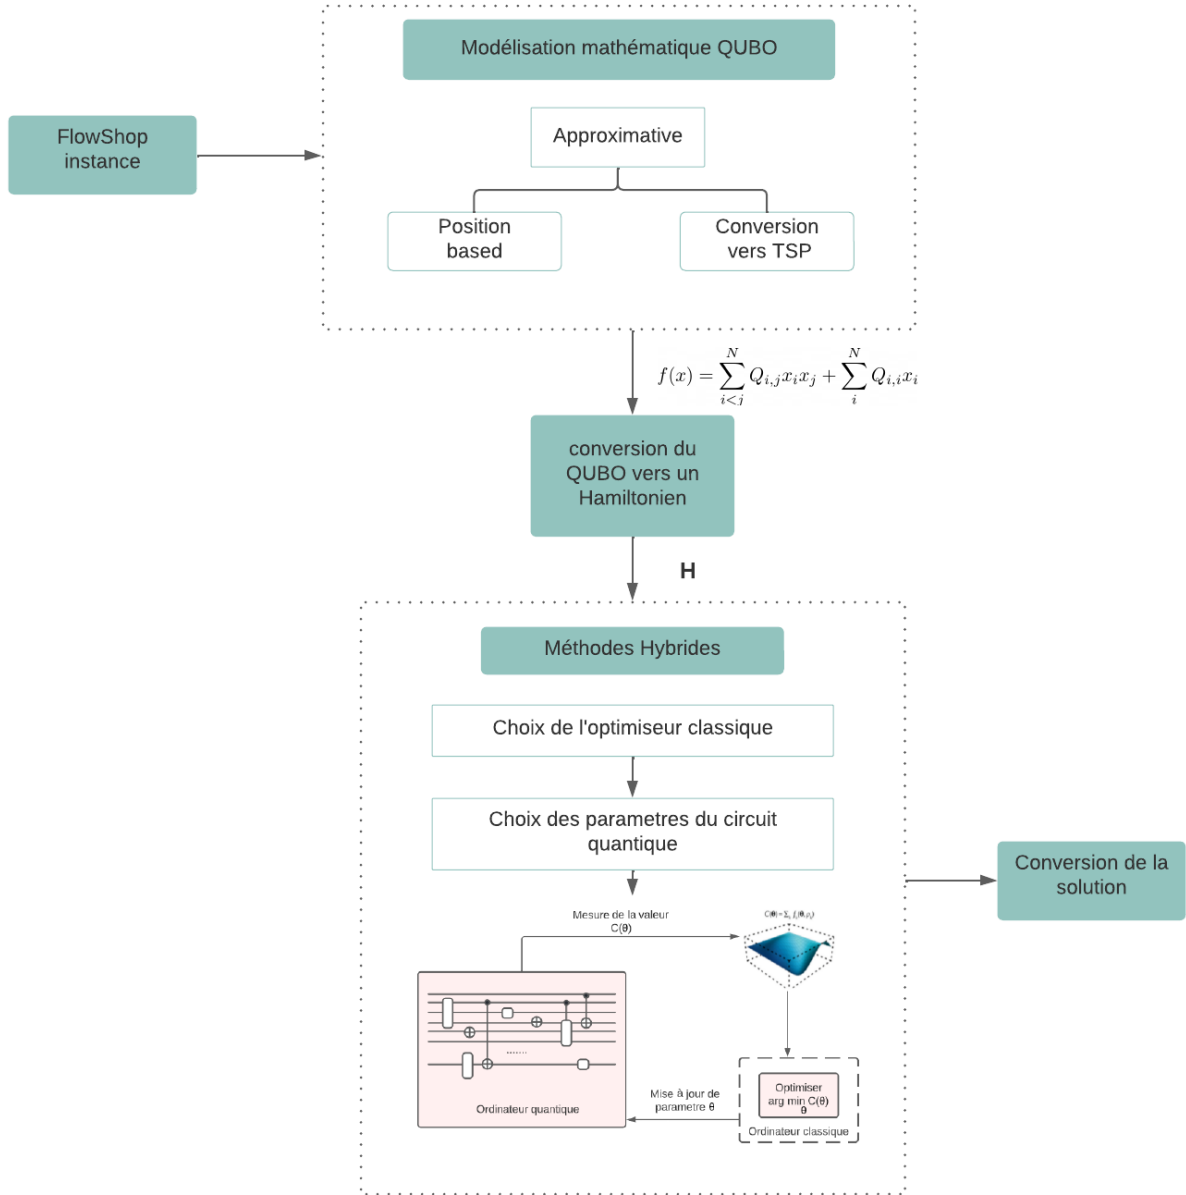 Modélisation mathématique QUBO
FlowShop
instance
Approximative
Position
based
Conversion
vers TSP
f(x) = \sum_{i<j}^{N} Q_{i,j} x_i x_j + \sum_{i}^{N} Q_{i,i} x_i
conversion du
QUBO vers un
Hamiltonien
H
Méthodes Hybrides
Choix de l'optimiseur classique
Choix des parametres du circuit
quantique
Conversion de la
solution
Mesure de la valeur
C(θ)
.......
Ordinateur quantique
Mise à jour de
parametre θ
Optimiser
arg min C(θ)
θ
Ordinateur classique